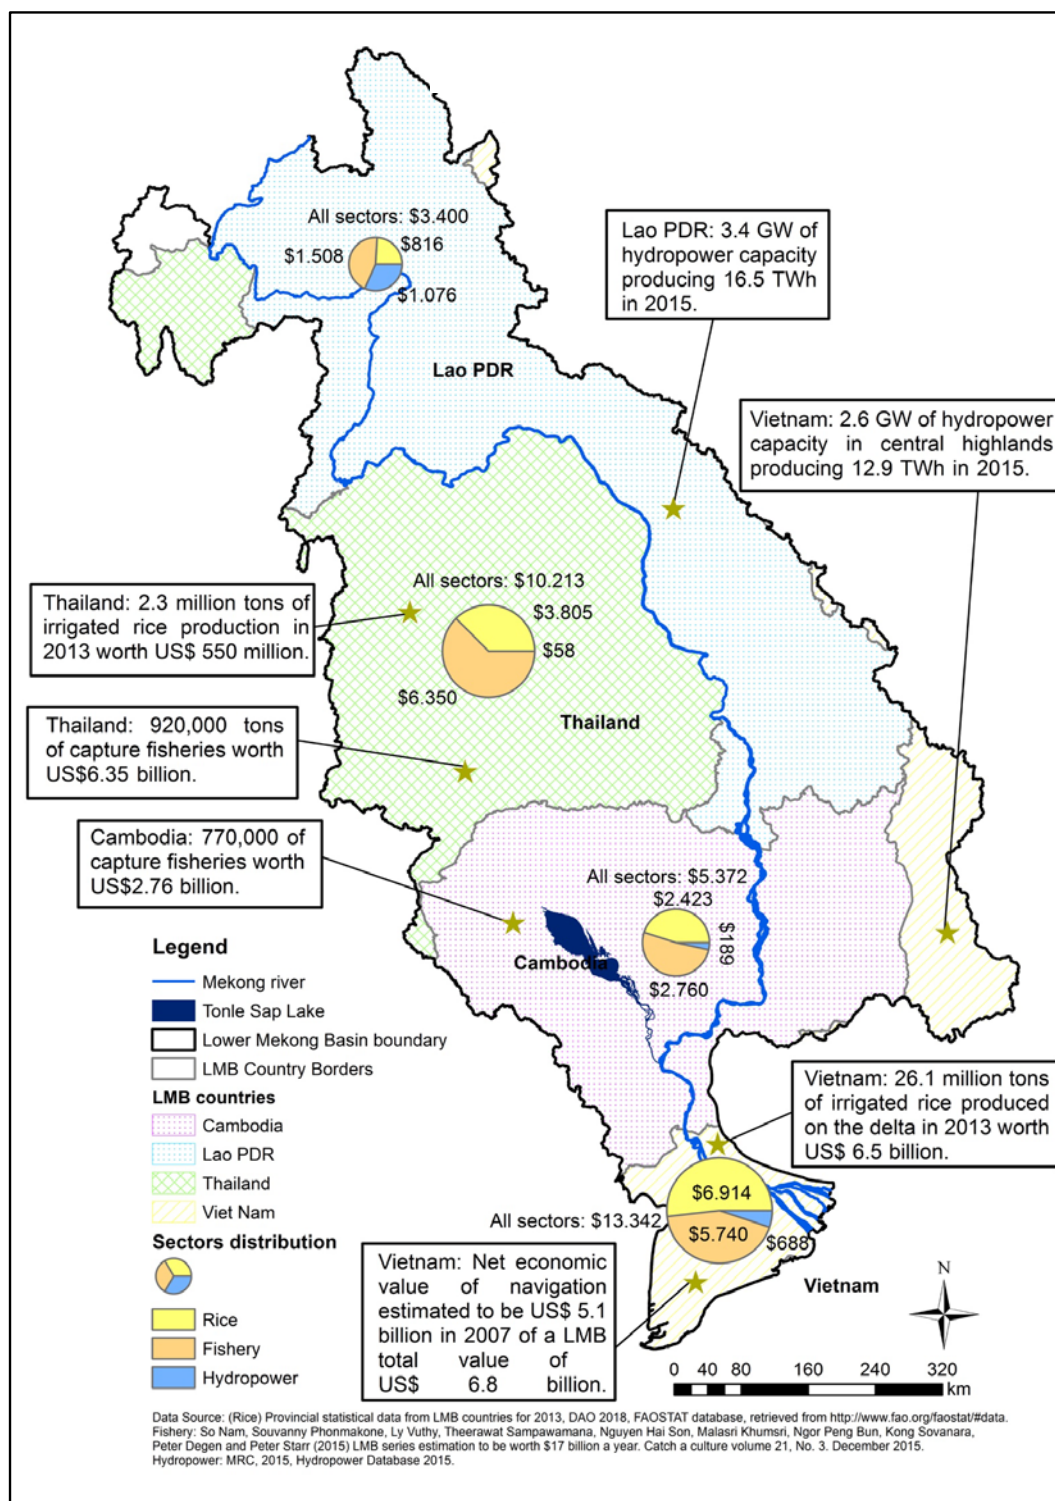 All sectors: $3.400
$1.508
$816
$1.076
Lao PDR: 3.4 GW of
hydropower capacity
producing 16.5 TWh
in 2015.
Lao PDR
Vietnam: 2.6 GW of hydropower
capacity in central highlands
producing 12.9 TWh in 2015.
All sectors: $10.213
$3.805
$58
$6.350
Thailand: 2.3 million tons of
irrigated rice production in
2013 worth US$ 550 million.
Thailand
Thailand: 920,000 tons
of capture fisheries worth
US$6.35 billion.
Cambodia: 770,000 of
capture fisheries worth
US$2.76 billion.
All sectors: $5.372
$2.423
$189
$2.760
Cambodia
Legend
Mekong river
Tonle Sap Lake
Lower Mekong Basin boundary
LMB Country Borders
LMB countries
Cambodia
Lao PDR
Thailand
Viet Nam
Sectors distribution
Rice
Fishery
Hydropower
Vietnam: 26.1 million tons
of irrigated rice produced
on the delta in 2013 worth
US$ 6.5 billion.
$6.914
All sectors: $13.342
$5.740
$688
Vietnam: Net economic
value of navigation
estimated to be US$ 5.1
billion in 2007 of a LMB
total value of
US$ 6.8 billion.
Vietnam
N
0 40 80 160 240 320
km
Data Source: (Rice) Provincial statistical data from LMB countries for 2013, DAO 2018, FAOSTAT database, retrieved from http://www.fao.org/faostat/#data.
Fishery: So Nam, Souvanny Phonmakone, Ly Vuthy, Theerawat Sampawamana, Nguyen Hai Son, Malasri Khumsri, Ngor Peng Bun, Kong Sovanara,
Peter Degen and Peter Starr (2015) LMB series estimation to be worth $17 billion a year. Catch a culture volume 21, No. 3. December 2015.
Hydropower: MRC, 2015, Hydropower Database 2015.